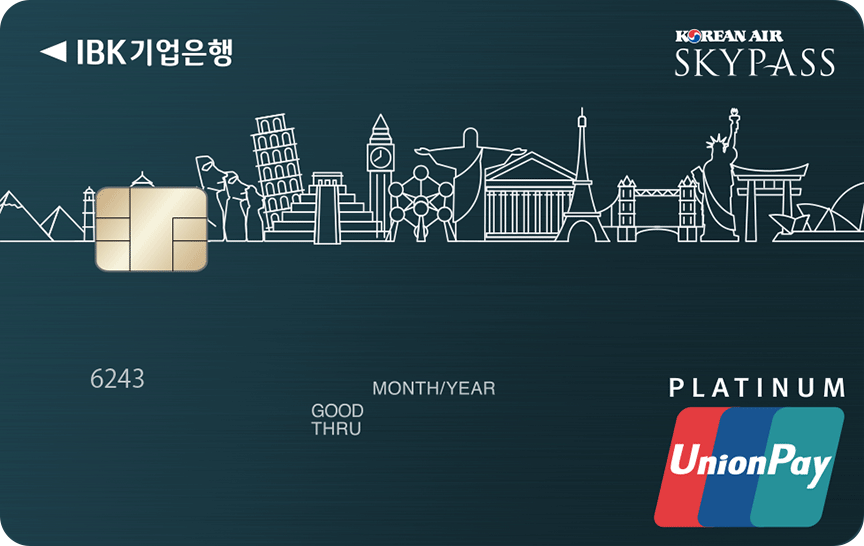 IBK기업은행
KOREAN AIR
SKYPASS
6243
MONTH/YEAR
GOOD
THRU
PLATINUM
UnionPay